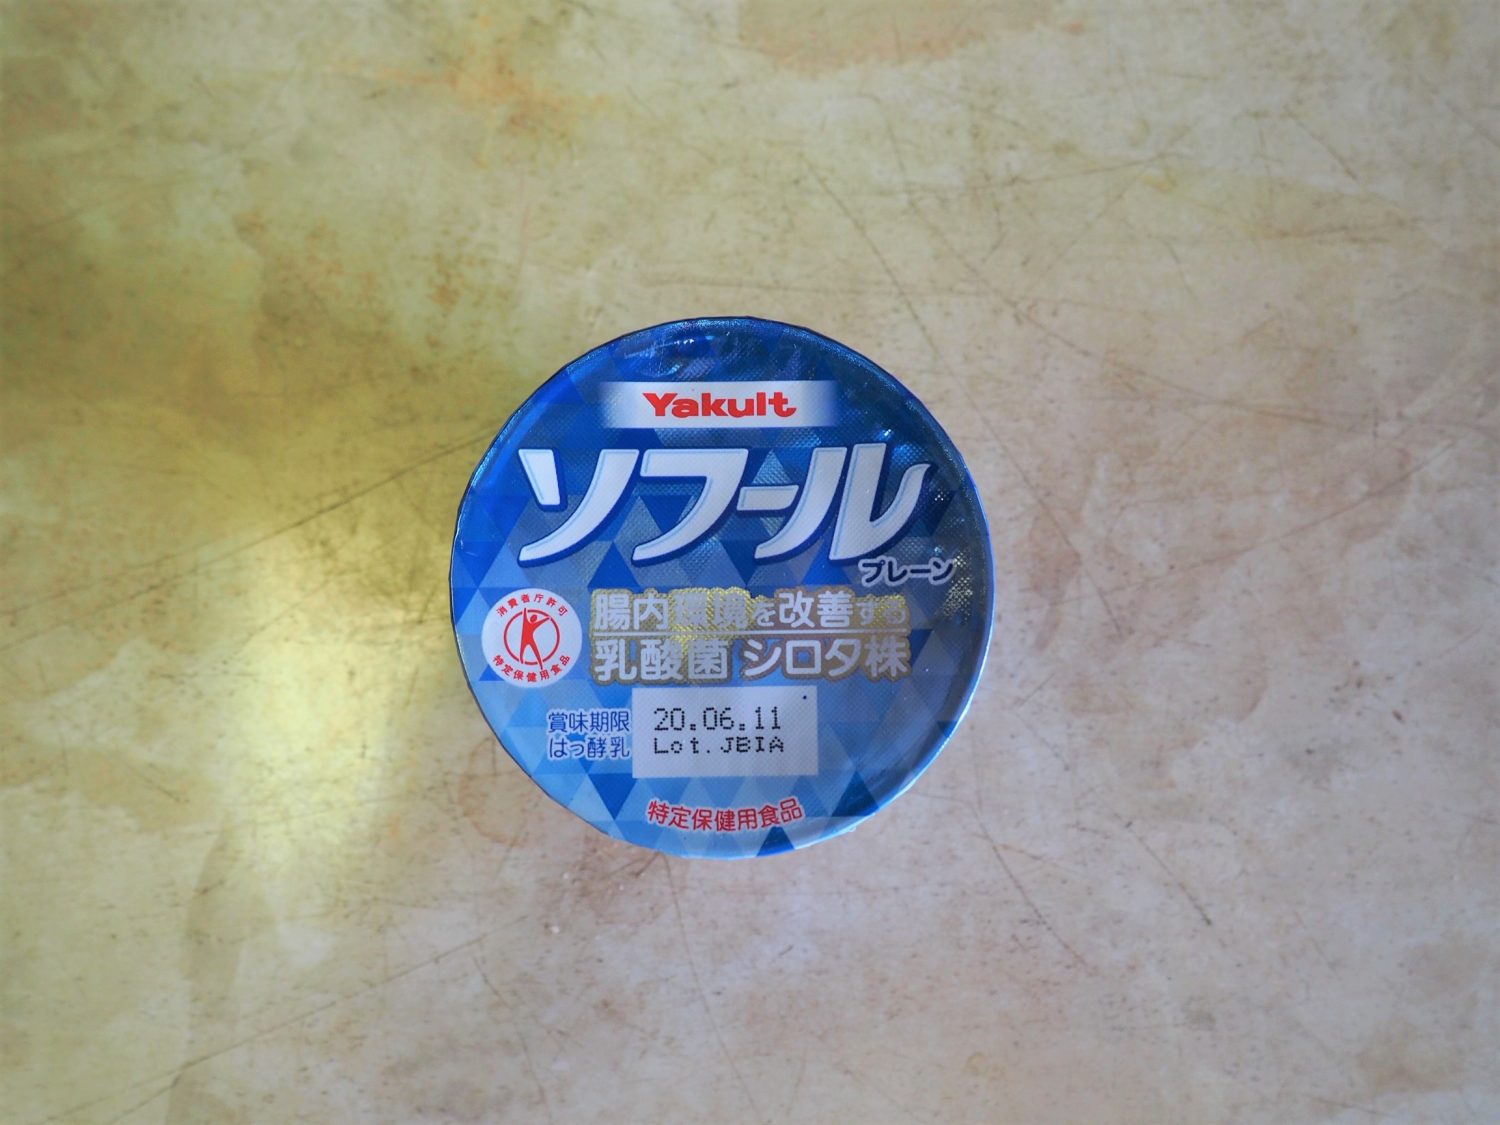 Yakult
ソフール
プレーン
消費者庁許可
特定保健用食品
腸内環境を改善する
乳酸菌 シロタ株
賞味期限 20.06.11
はっ酵乳 Lot.JBIA
特定保健用食品